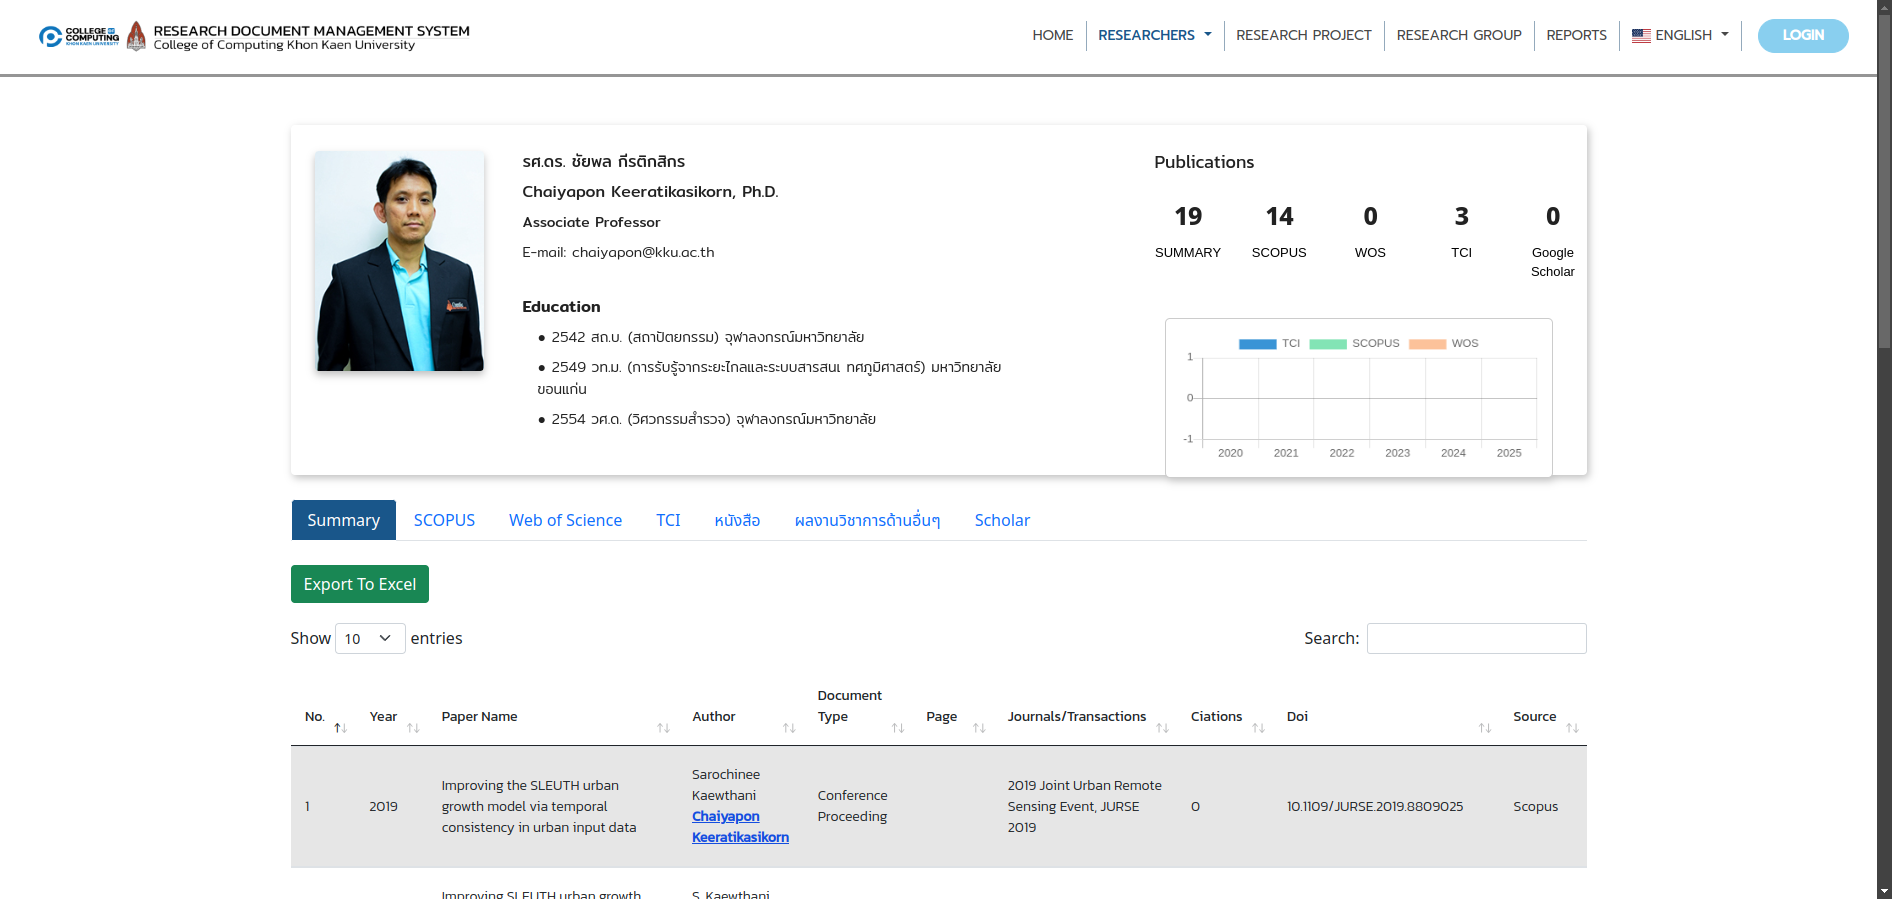 COLLEGE OF
COMPUTING
KHON KAEN UNIVERSITY
RESEARCH DOCUMENT MANAGEMENT SYSTEM
College of Computing Khon Kaen University
HOME
RESEARCHERS
RESEARCH PROJECT
RESEARCH GROUP
REPORTS
ENGLISH
LOGIN
รศ.ดร. ชัยพล กีรติกสิกร
Chaiyapon Keeratikasikorn, Ph.D.
Associate Professor
E-mail: chaiyapon@kku.ac.th
Education
● 2542 สถ.บ. (สถาปัตยกรรม) จุฬาลงกรณ์มหาวิทยาลัย
● 2549 วท.ม. (การรับรู้จากระยะไกลและระบบสารสนเ ทศภูมิศาสตร์) มหาวิทยาลัย
ขอนแก่น
● 2554 วศ.ด. (วิศวกรรมสำรวจ) จุฬาลงกรณ์มหาวิทยาลัย
Publications
19 14 0 3 0
SUMMARY SCOPUS WOS TCI Google
Scholar
TCI SCOPUS WOS
1
0
-1
2020 2021 2022 2023 2024 2025
Summary SCOPUS Web of Science TCI หนังสือ ผลงานวิชาการด้านอื่นๆ Scholar
Export To Excel
Show 10 entries
Search:
No. Year Paper Name Author Document Type Page Journals/Transactions Ciations Doi Source
1
2019
Improving the SLEUTH urban
growth model via temporal
consistency in urban input data
Sarochinee
Kaewthani
Chaiyapon
Keeratikasikorn
Conference
Proceeding
2019 Joint Urban Remote
Sensing Event, JURSE
2019
0
10.1109/JURSE.2019.8809025
Scopus
Improving SLEUTH urban growth
S. Kaewthani